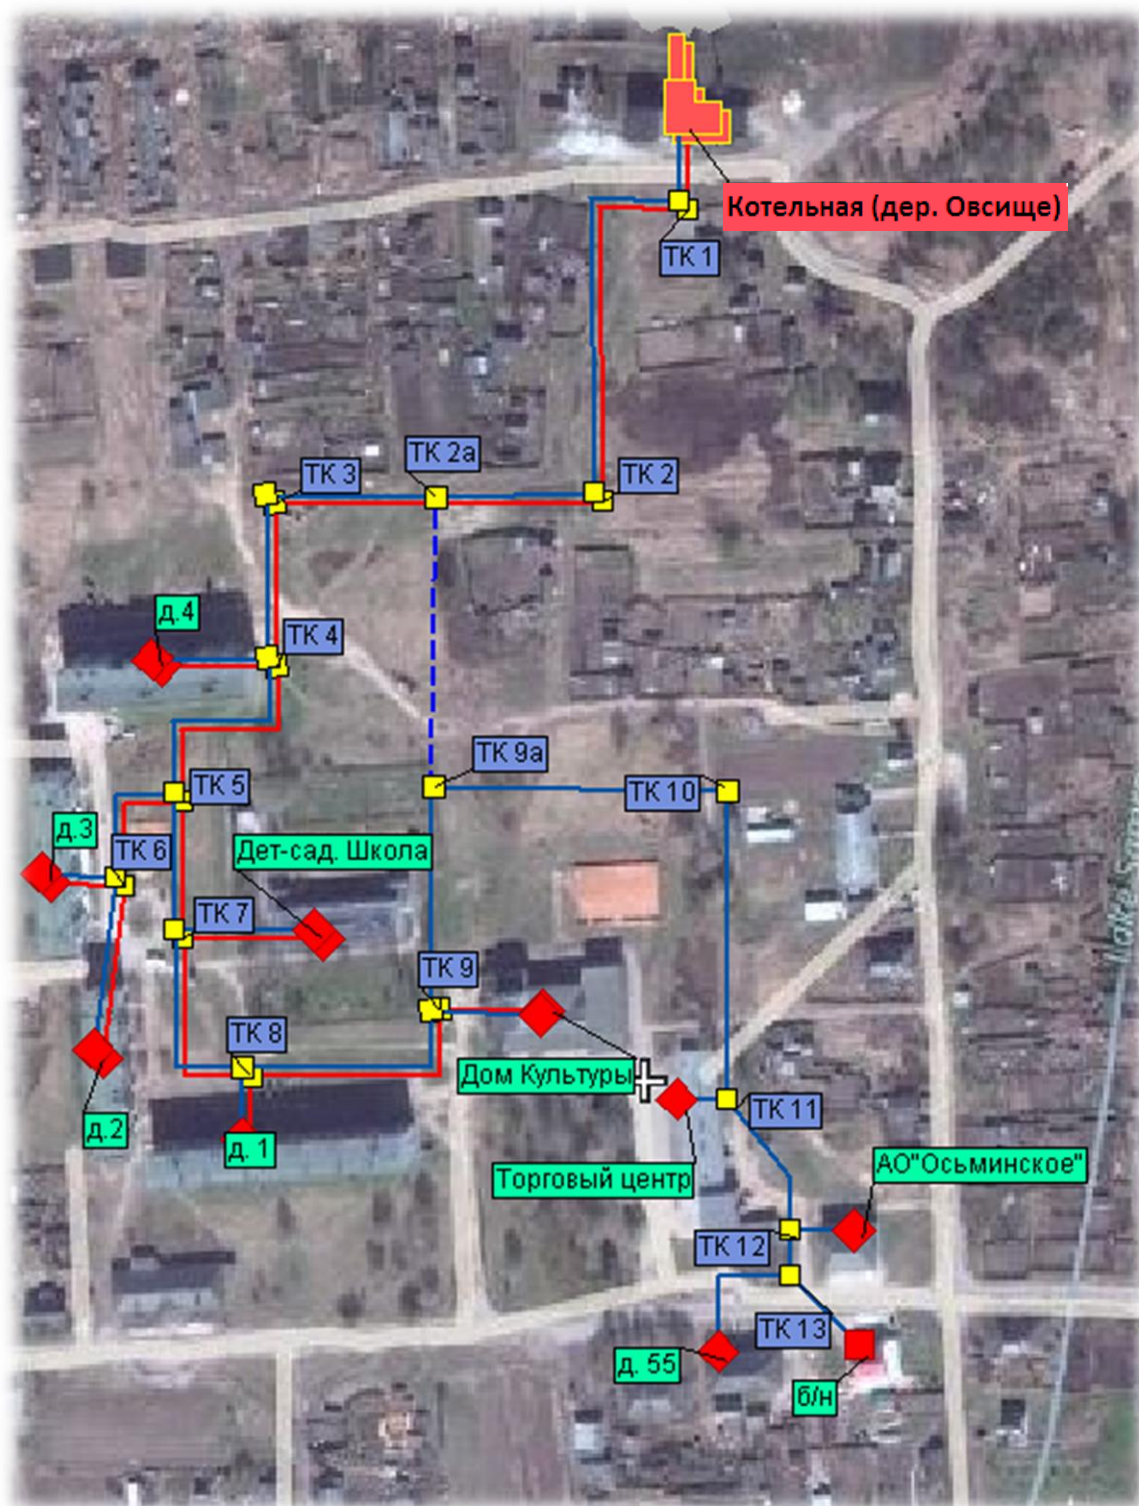 Котельная (дер. Овсище)
ТК 1
ТК 2а
ТК 3
ТК 2
д.4
ТК 4
ТК 9а
ТК 5
ТК 10
д.3
ТК 6
Дет-сад. Школа
ТК 7
ТК 9
ТК 8
Дом Культуры
ТК 11
д.2
д. 1
Торговый центр
АО"Осьминское"
ТК 12
ТК 13
д. 55
б/н